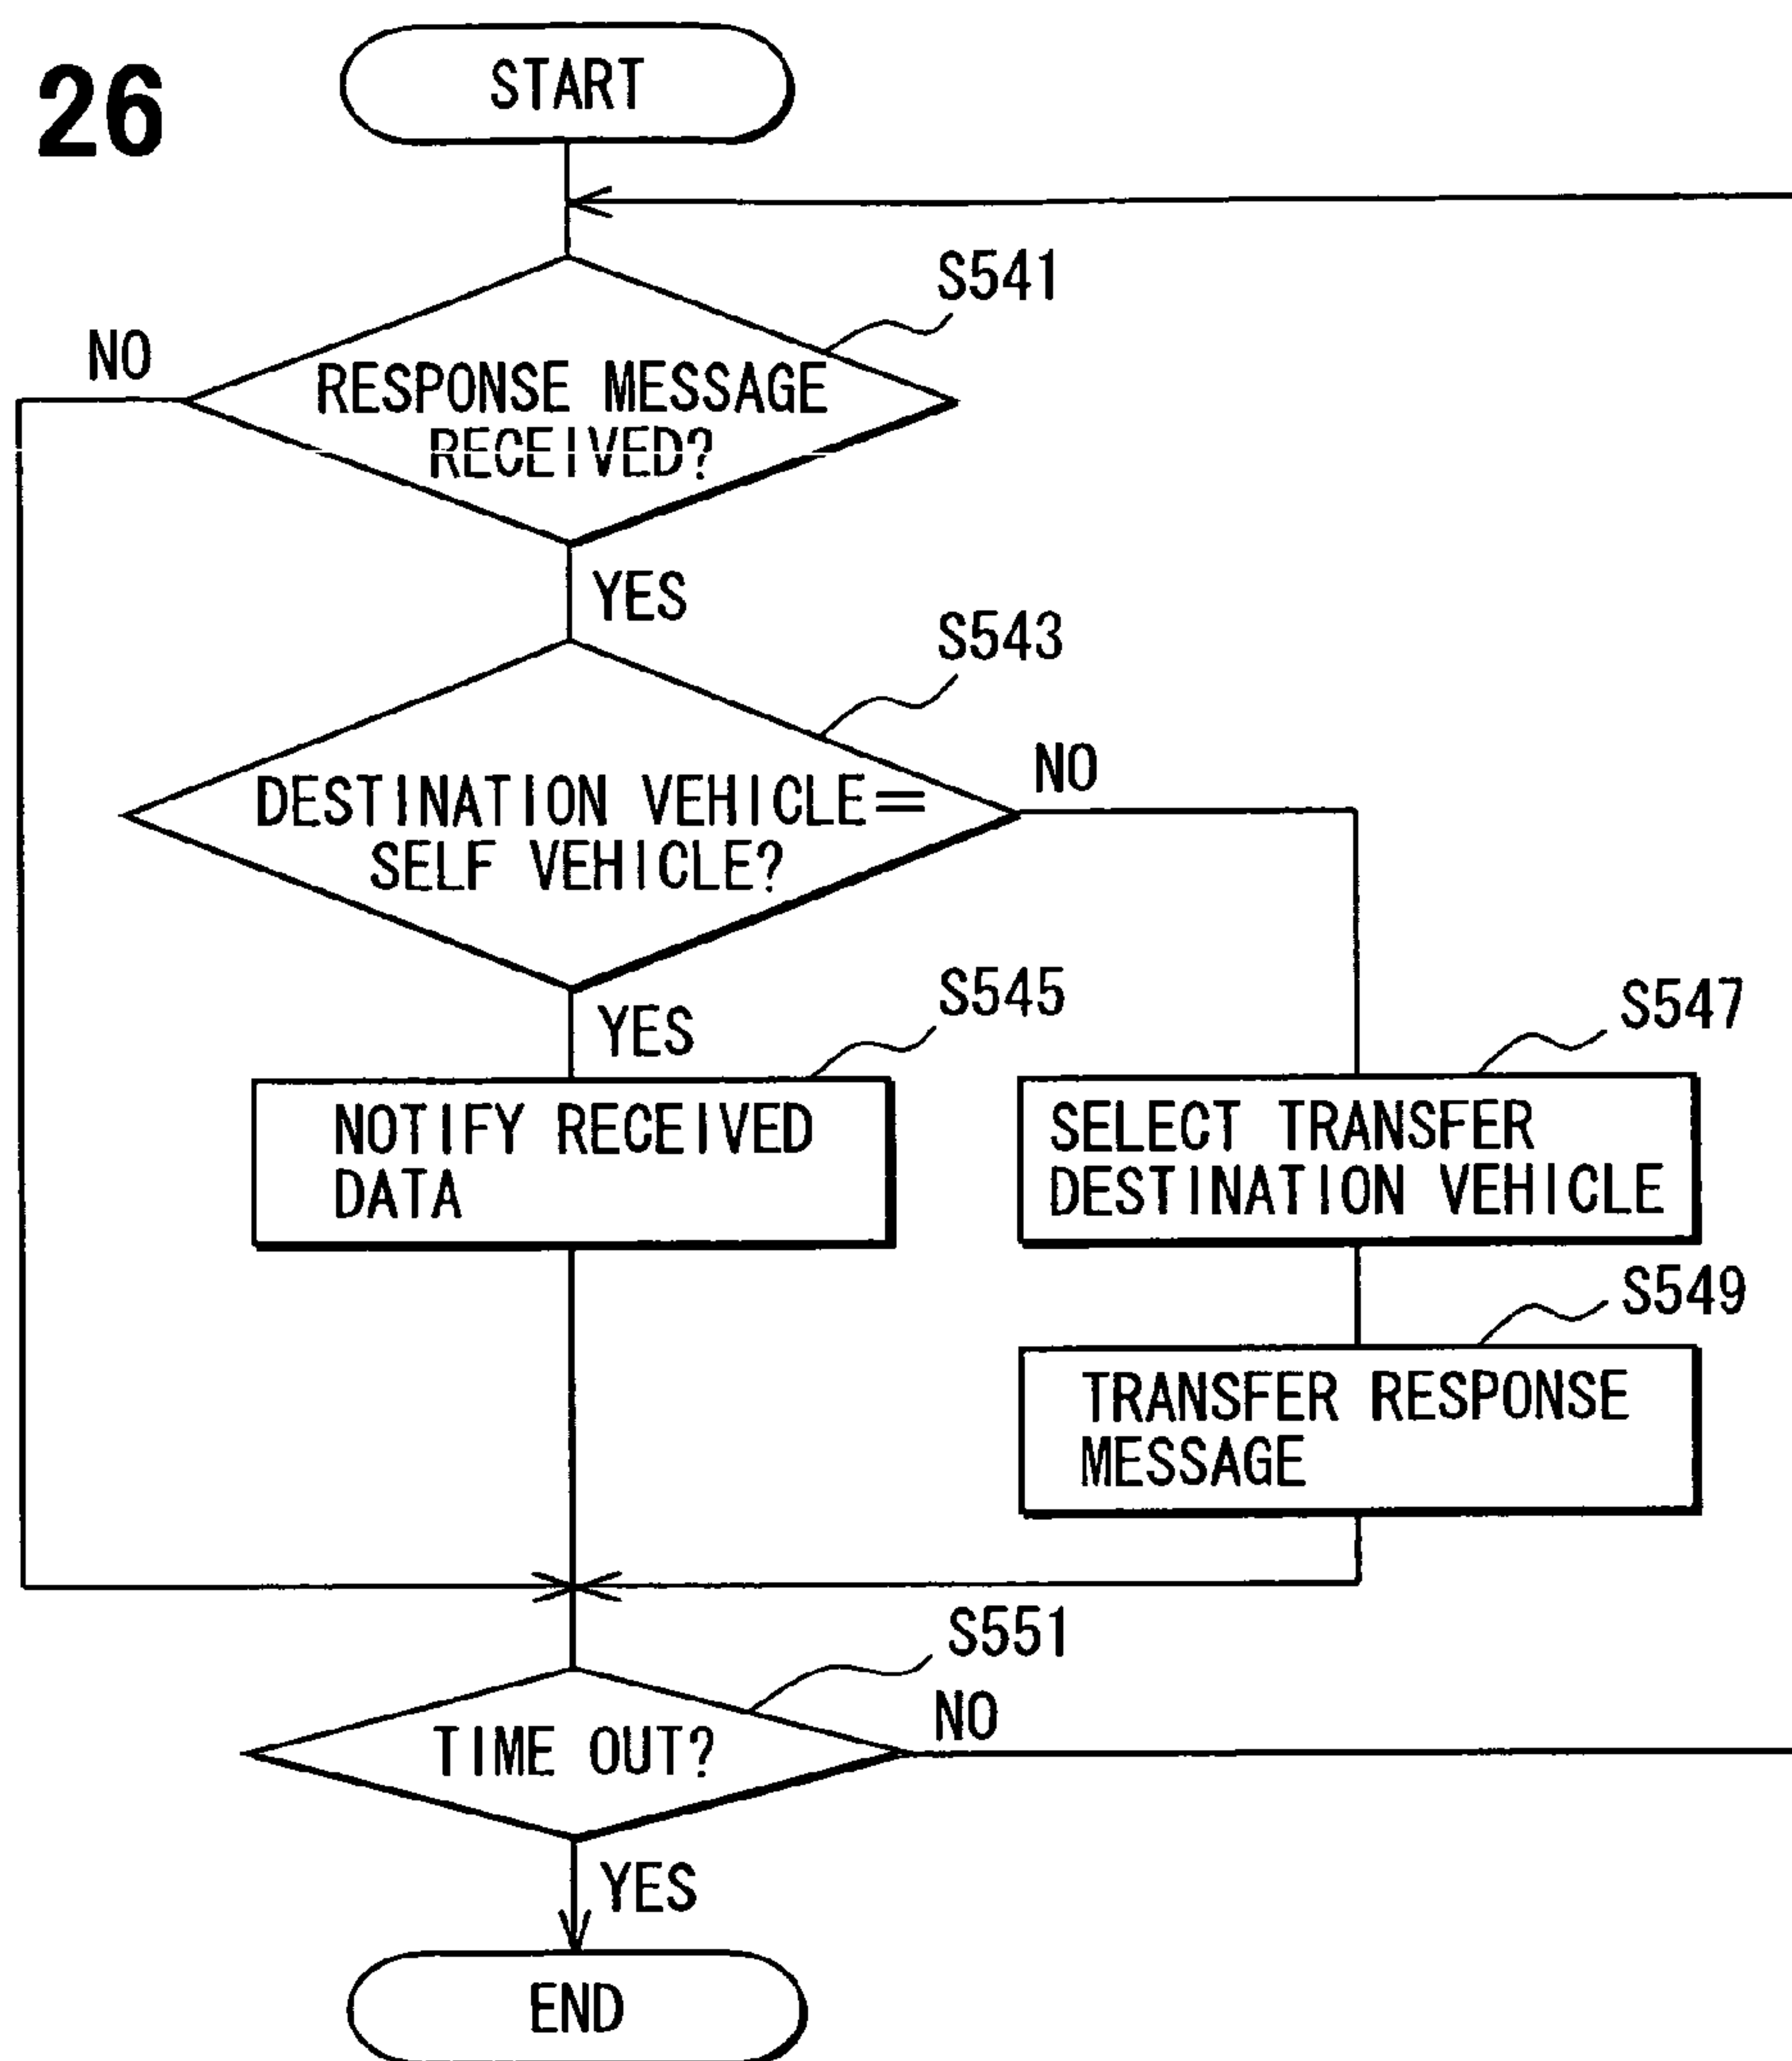 26
START
S541
NO
RESPONSE MESSAGE
RECEIVED?
YES
S543
NO
DESTINATION VEHICLE=
SELF VEHICLE?
YES
S545
S547
NOTIFY RECEIVED
DATA
SELECT TRANSFER
DESTINATION VEHICLE
S549
TRANSFER RESPONSE
MESSAGE
S551
NO
TIME OUT?
YES
END